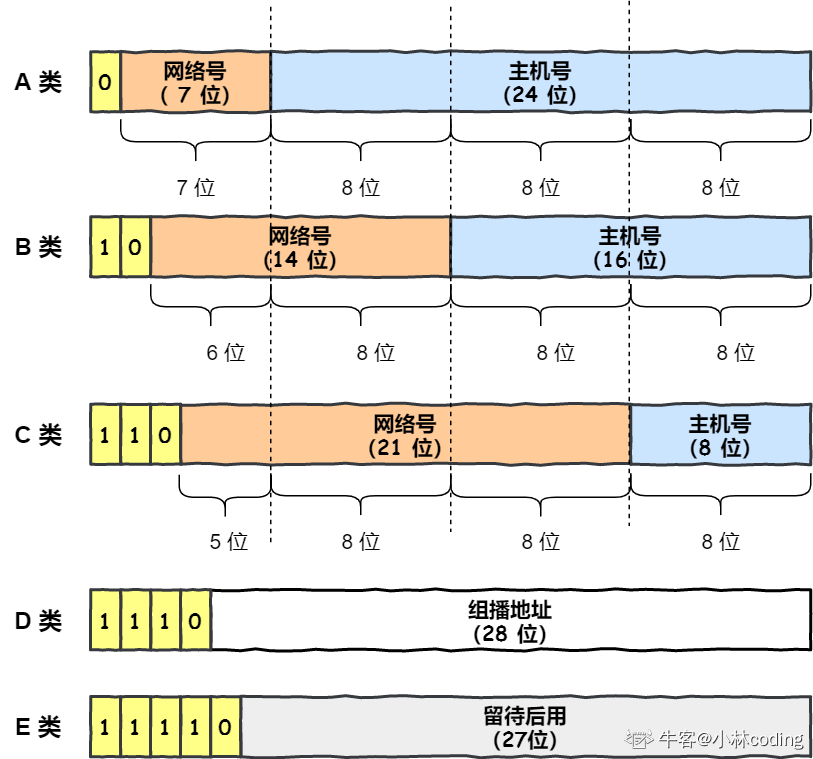 A 类
0
网络号
( 7 位)
主机号
(24 位)
7 位
8 位
8 位
8 位
B 类
1 0
网络号
(14 位)
主机号
(16 位)
6 位
8 位
8 位
8 位
C 类
1 1 0
网络号
(21 位)
主机号
(8 位)
5 位
8 位
8 位
8 位
D 类
1 1 1 0
组播地址
(28 位)
E 类
1 1 1 1 0
留待后用
(27位)
牛客@小林coding